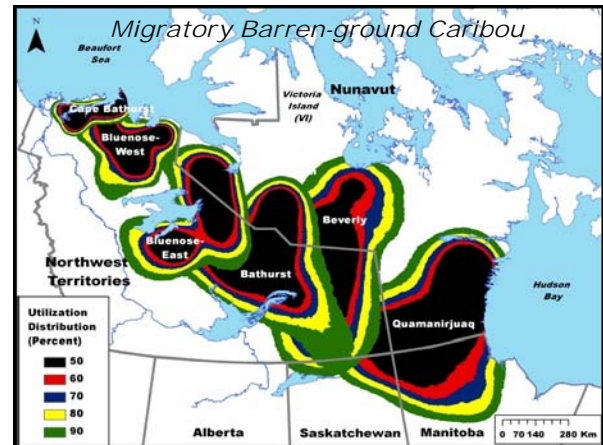 Migratory Barren-ground Caribou
N
Beaufort
Sea
Victoria
Island
(VI)
Nunavut
Cape Bathurst
Bluenose-
West
Beverly
Bluenose-
East
Northwest
Territories
Bathurst
Hudson
Bay
Quamanirjuaq
Utilization
Distribution
(Percent)
50
60
70
80
90
Alberta
Saskatchewan
Manitoba
0 70 140 280 Km